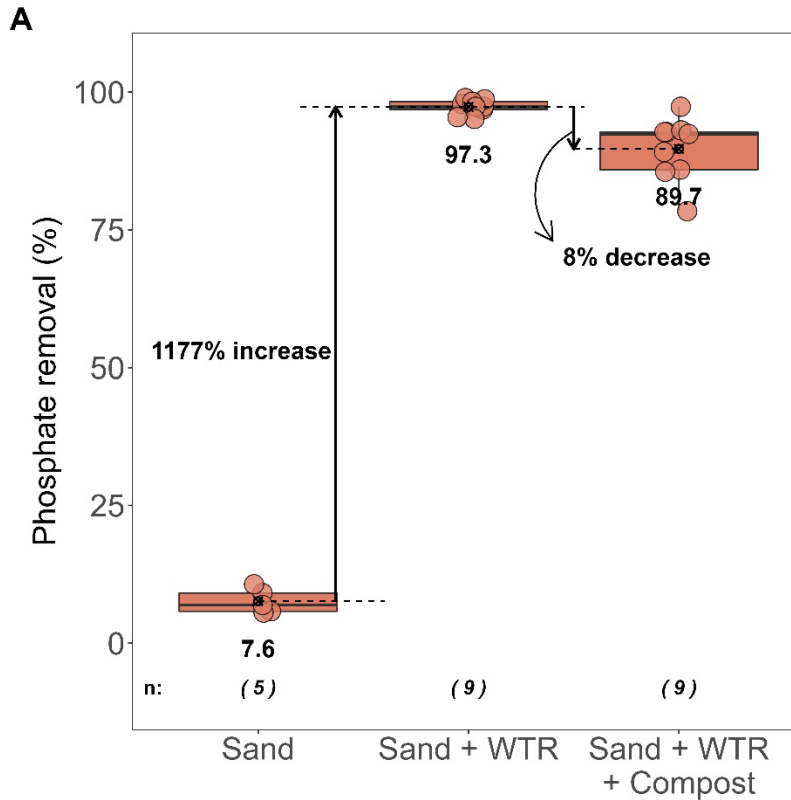 A
Phosphate removal (%)
100
75
50
25
0
97.3
89.7
8% decrease
1177% increase
7.6
n:
( 5 )
( 9 )
( 9 )
Sand
Sand + WTR
Sand + WTR
+ Compost